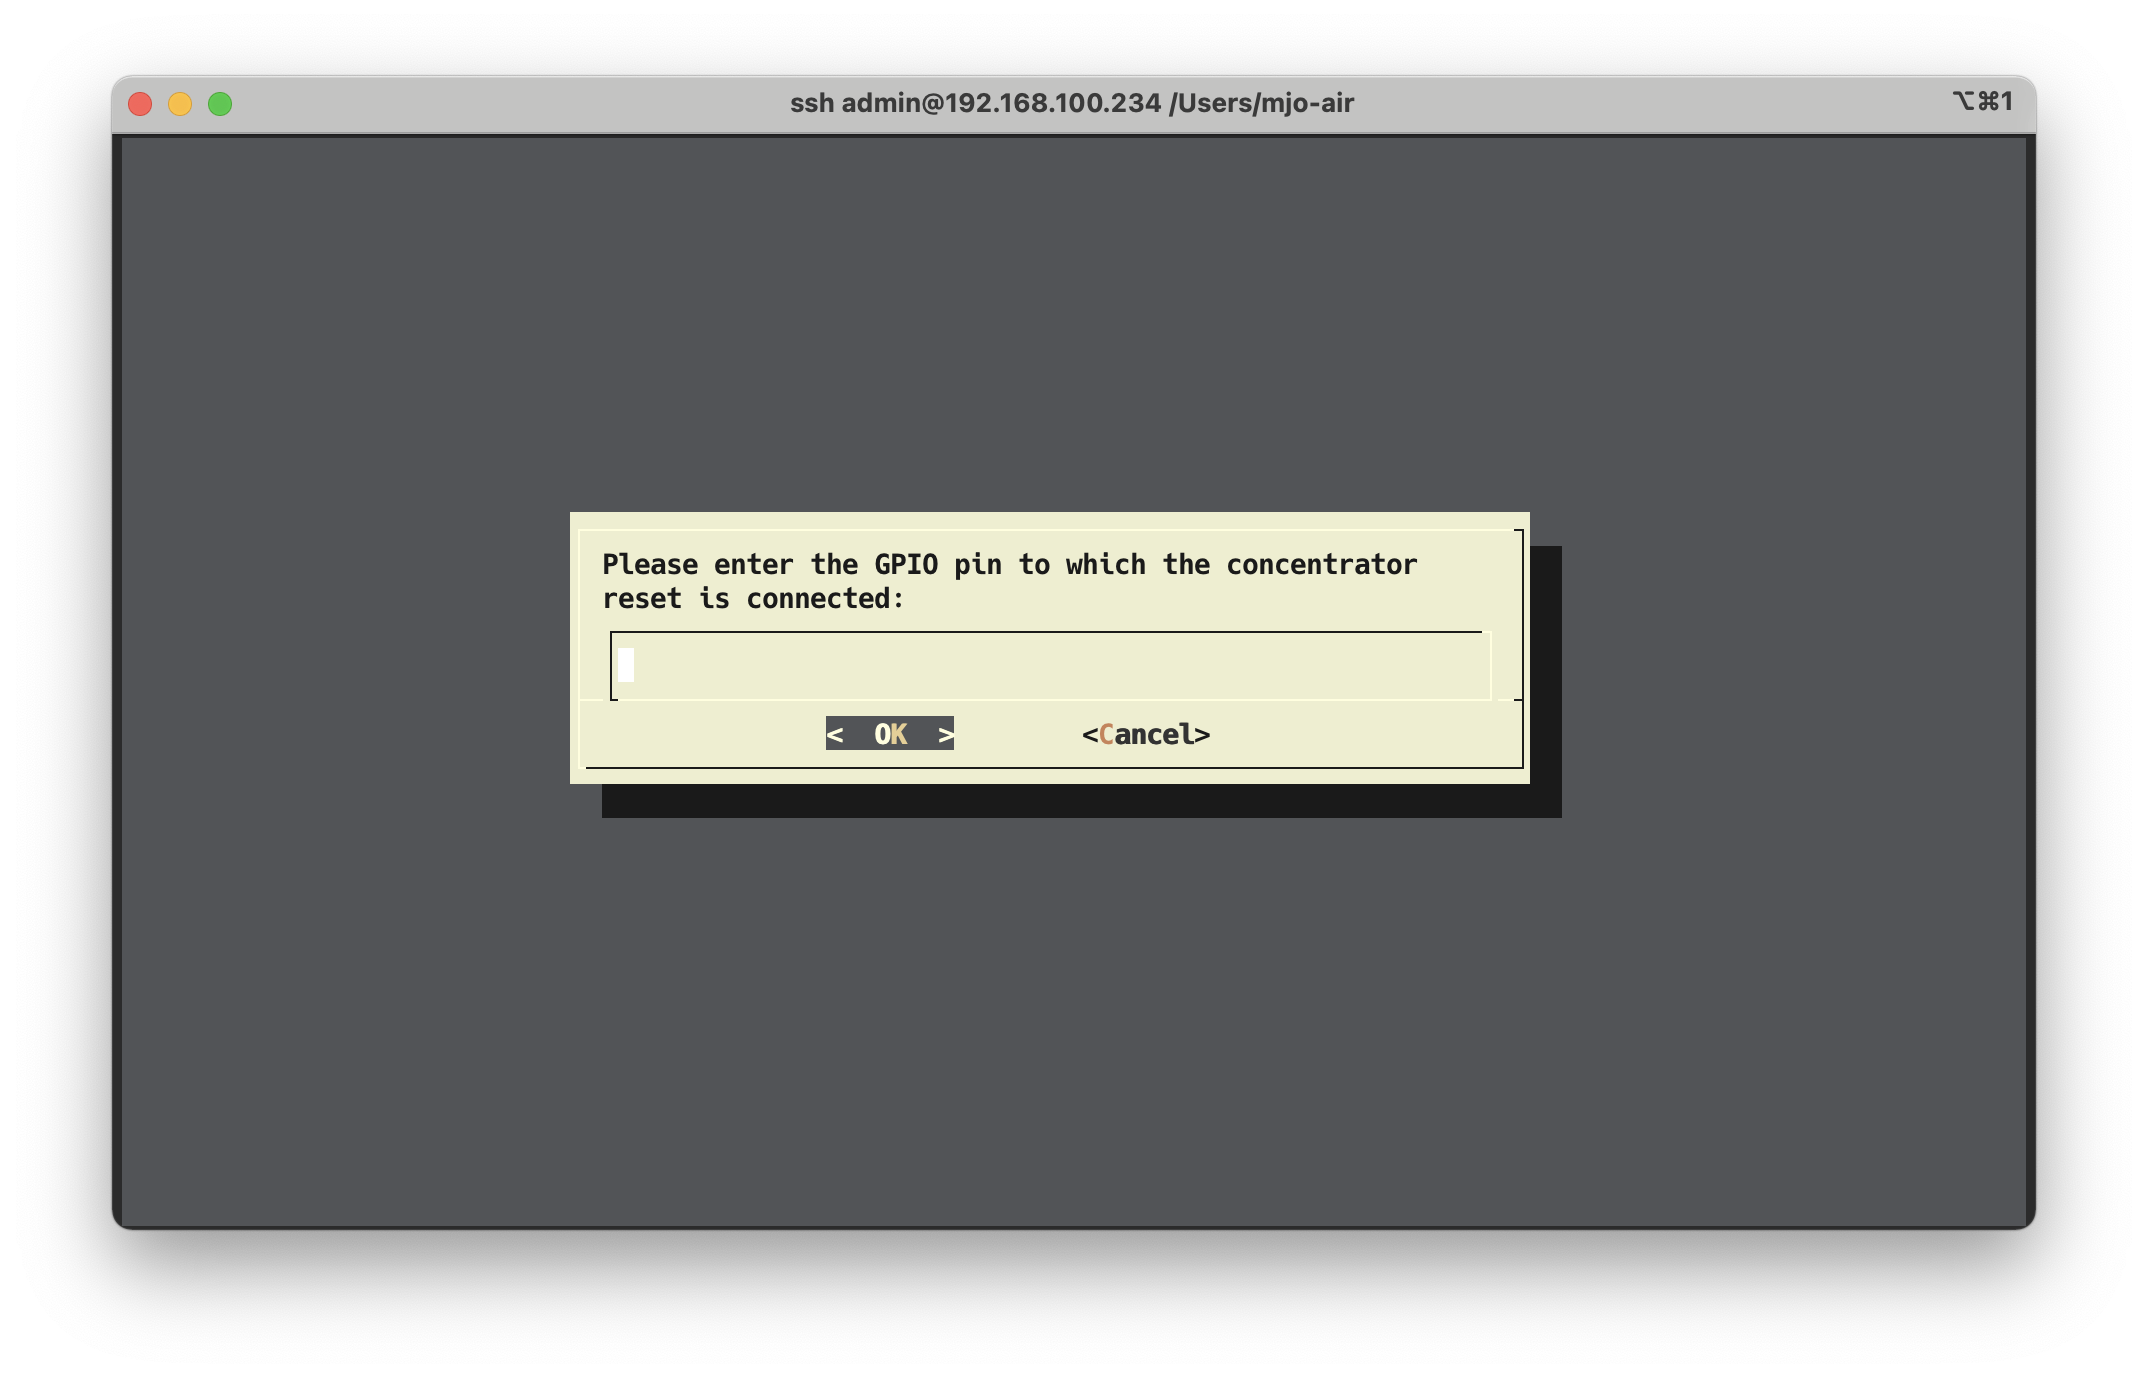 ssh admin@192.168.100.234 /Users/mjo-air
⌥⌘1
Please enter the GPIO pin to which the concentrator
reset is connected:
<  OK  > <Cancel>